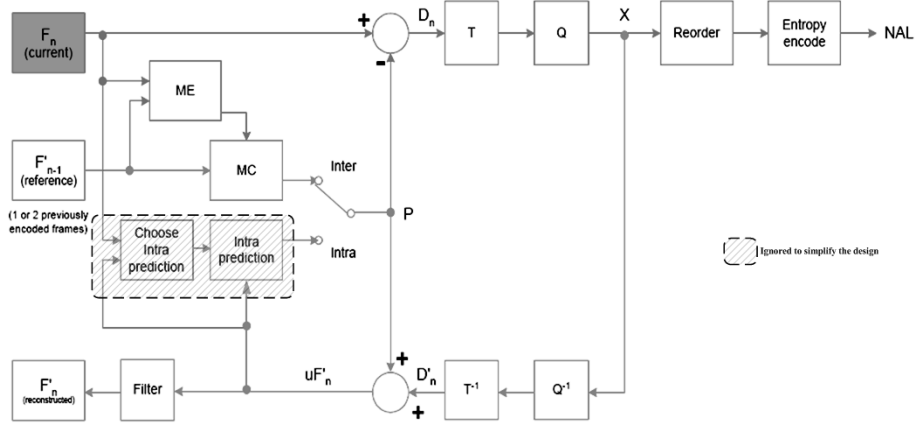 F n
(current)
+
D n
T
Q
X
Reorder
Entropy
encode
NAL
-
ME
F' n-1
(reference)
MC
Inter
P
(1 or 2 previously
encoded frames)
Choose
Intra
prediction
Intra
prediction
Intra
Ignored to simplify the design
F' n
(reconstructed)
Filter
uF' n
+
D' n
+
T -1
Q -1